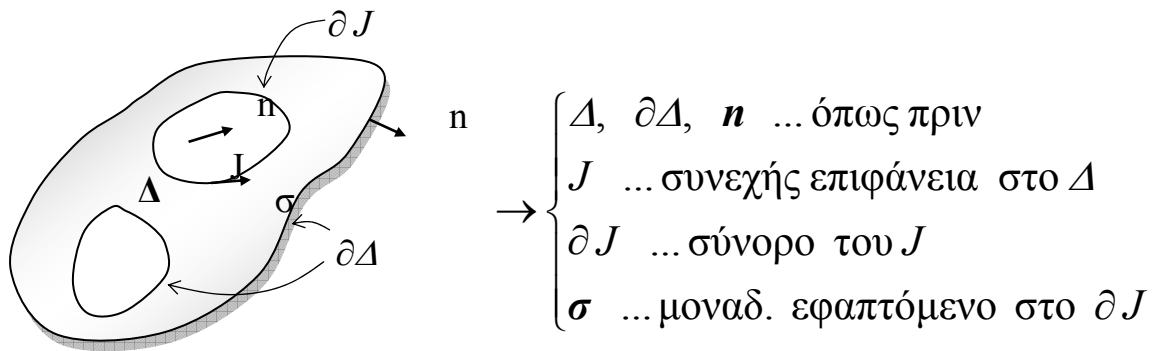 ∂J
n
n
J
Δ
σ
∂Δ
→ { Δ, ∂Δ, n ... όπως πριν
J ... συνεχής επιφάνεια στο Δ
∂J ... σύνορο του J
σ ... μοναδ. εφαπτόμενο στο ∂J